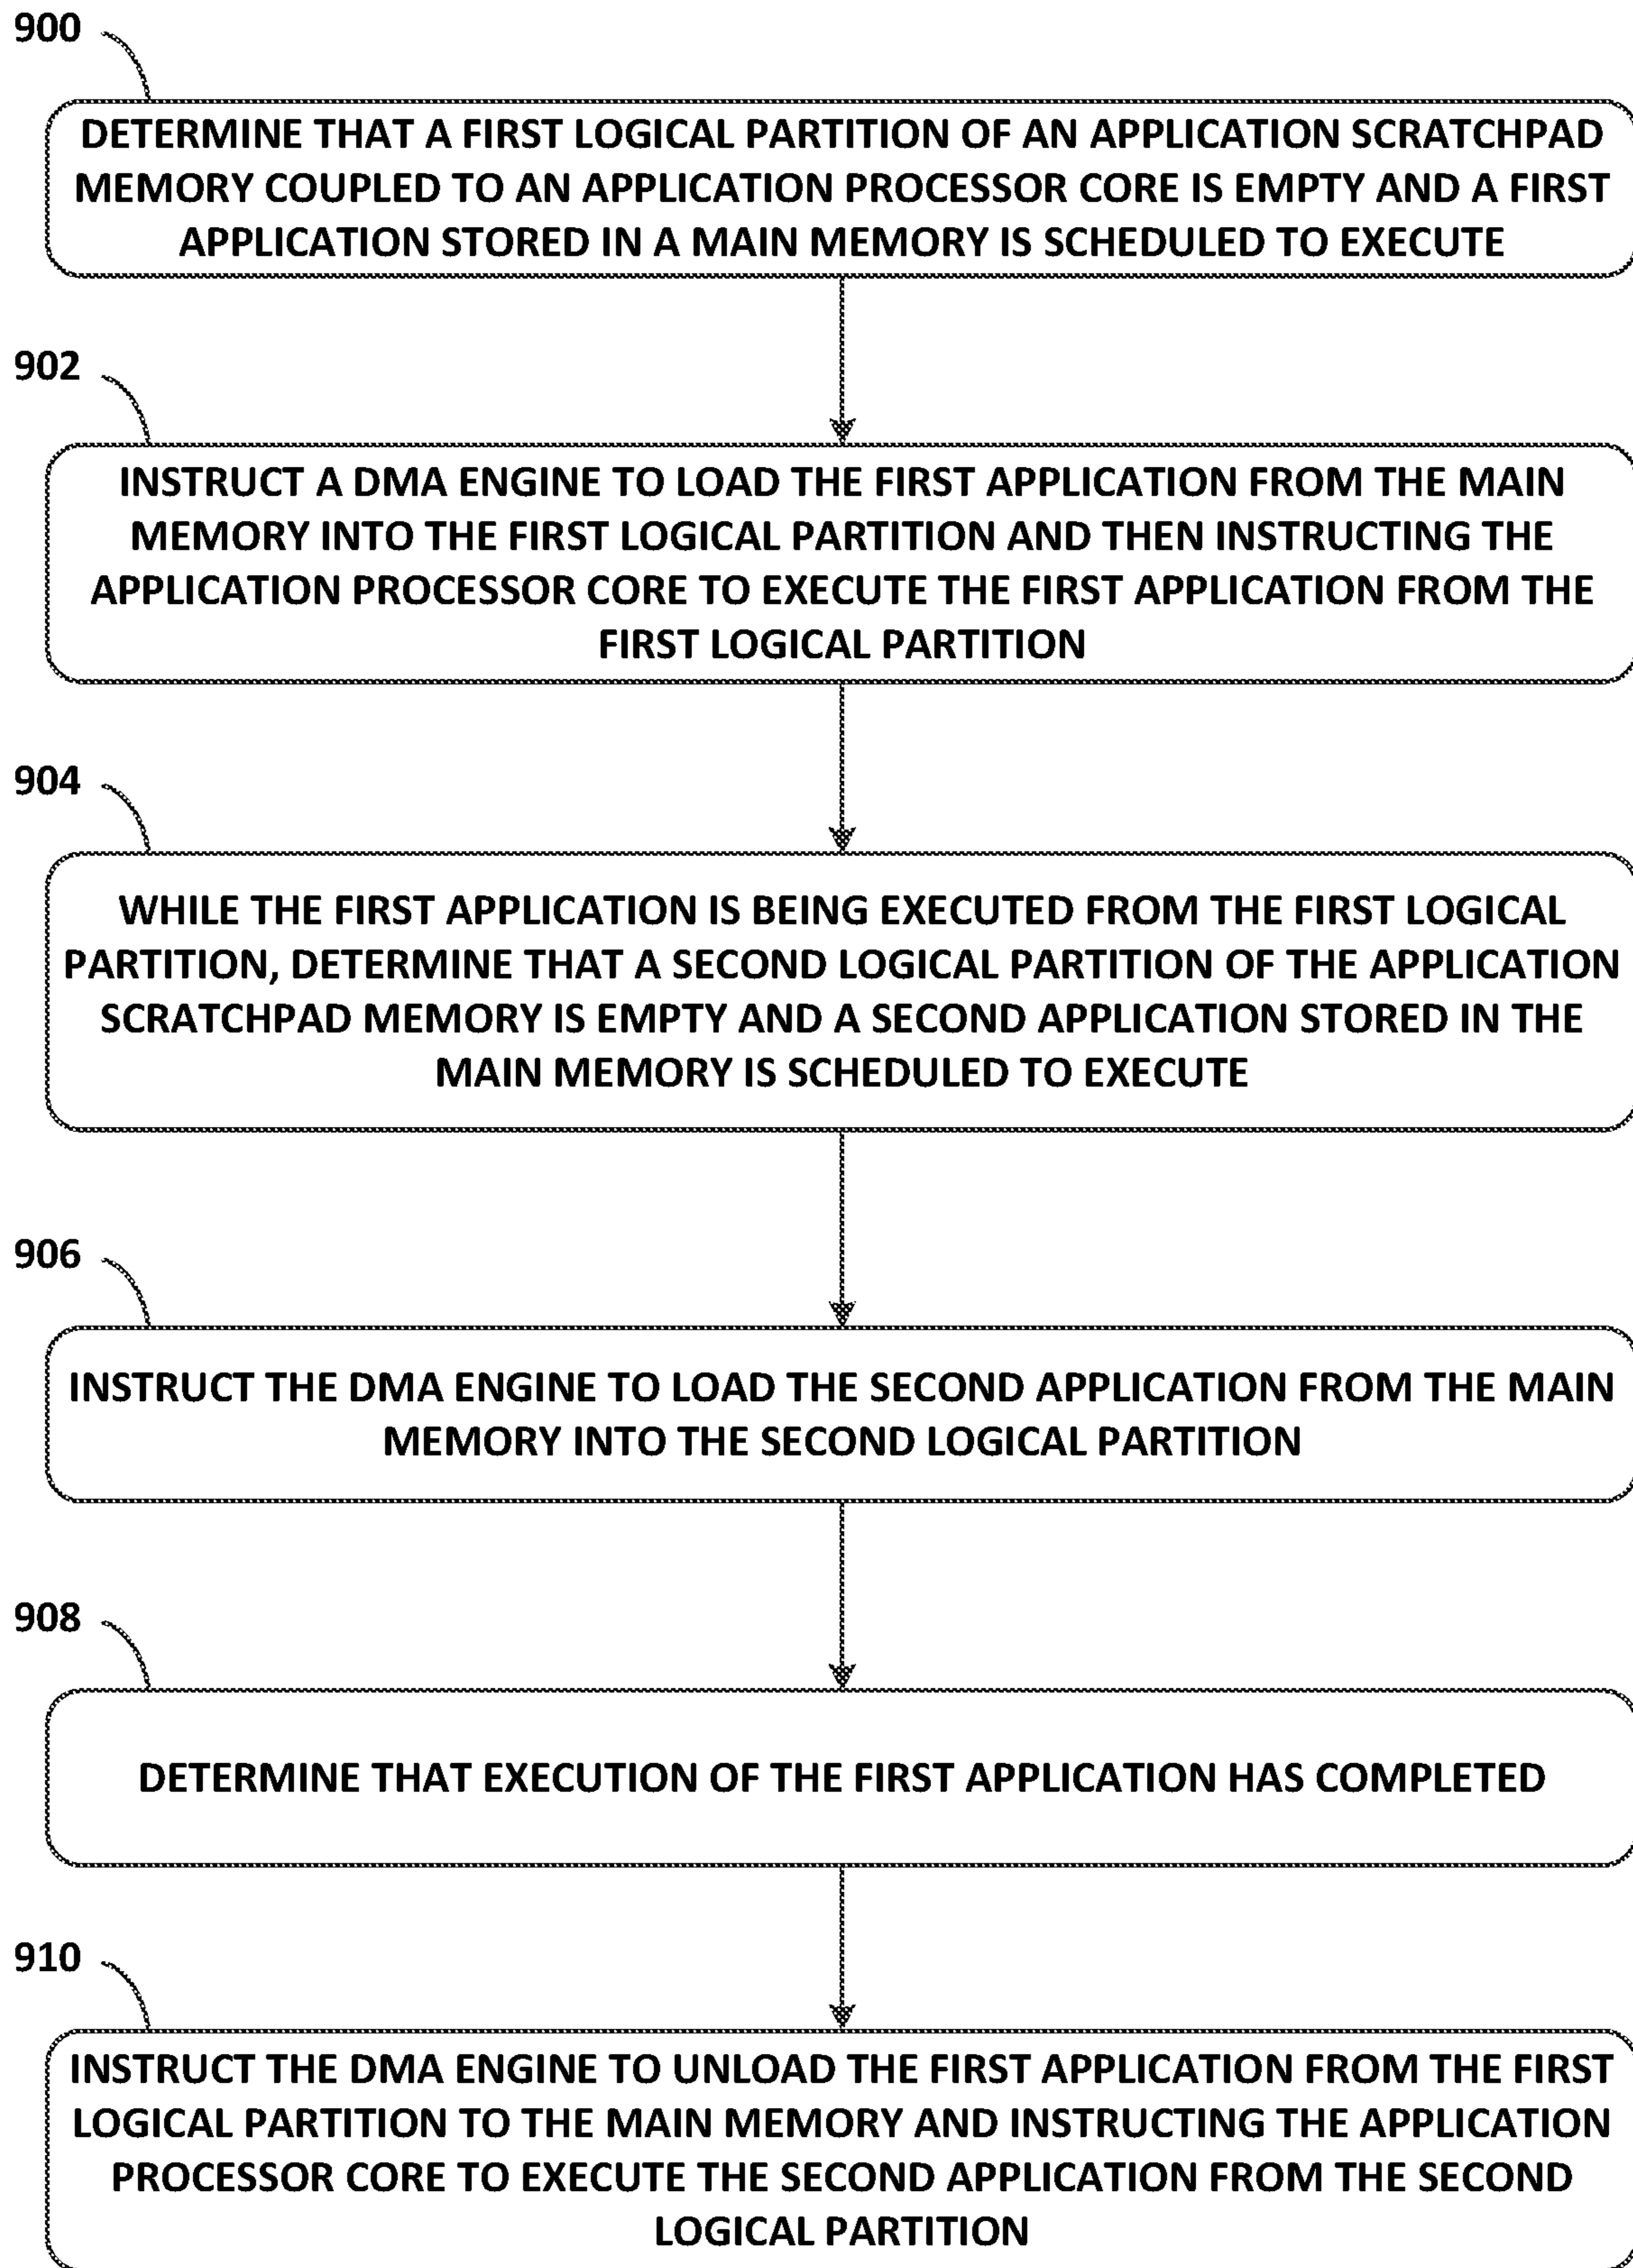 900
DETERMINE THAT A FIRST LOGICAL PARTITION OF AN APPLICATION SCRATCHPAD
MEMORY COUPLED TO AN APPLICATION PROCESSOR CORE IS EMPTY AND A FIRST
APPLICATION STORED IN A MAIN MEMORY IS SCHEDULED TO EXECUTE
902
INSTRUCT A DMA ENGINE TO LOAD THE FIRST APPLICATION FROM THE MAIN
MEMORY INTO THE FIRST LOGICAL PARTITION AND THEN INSTRUCTING THE
APPLICATION PROCESSOR CORE TO EXECUTE THE FIRST APPLICATION FROM THE
FIRST LOGICAL PARTITION
904
WHILE THE FIRST APPLICATION IS BEING EXECUTED FROM THE FIRST LOGICAL
PARTITION, DETERMINE THAT A SECOND LOGICAL PARTITION OF THE APPLICATION
SCRATCHPAD MEMORY IS EMPTY AND A SECOND APPLICATION STORED IN THE
MAIN MEMORY IS SCHEDULED TO EXECUTE
906
INSTRUCT THE DMA ENGINE TO LOAD THE SECOND APPLICATION FROM THE MAIN
MEMORY INTO THE SECOND LOGICAL PARTITION
908
DETERMINE THAT EXECUTION OF THE FIRST APPLICATION HAS COMPLETED
910
INSTRUCT THE DMA ENGINE TO UNLOAD THE FIRST APPLICATION FROM THE FIRST
LOGICAL PARTITION TO THE MAIN MEMORY AND INSTRUCTING THE APPLICATION
PROCESSOR CORE TO EXECUTE THE SECOND APPLICATION FROM THE SECOND
LOGICAL PARTITION